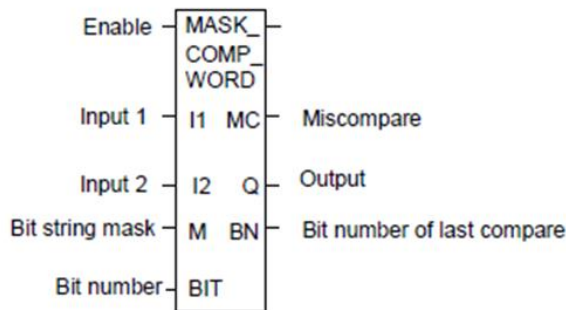 Enable MASK_
COMP_
WORD
Input 1 I1 MC Miscompare
Input 2 I2 Q Output
Bit string mask M BN Bit number of last compare
Bit number BIT